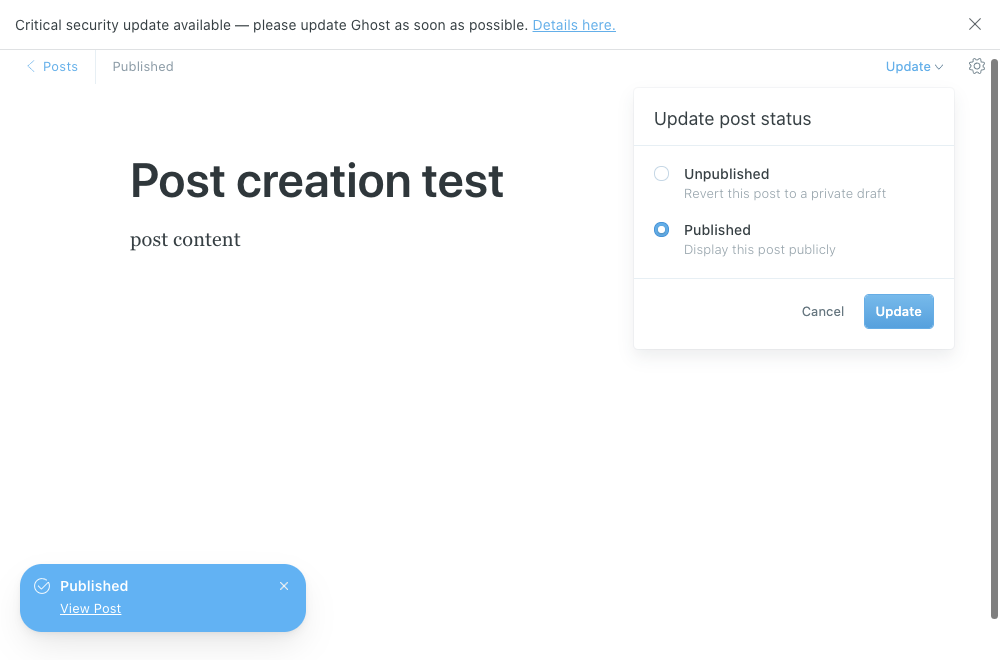 Critical security update available — please update Ghost as soon as possible. Details here.
Posts
Published
Update
Update post status
Unpublished
Revert this post to a private draft
Published
Display this post publicly
Cancel
Update
Post creation test
post content
Published
View Post